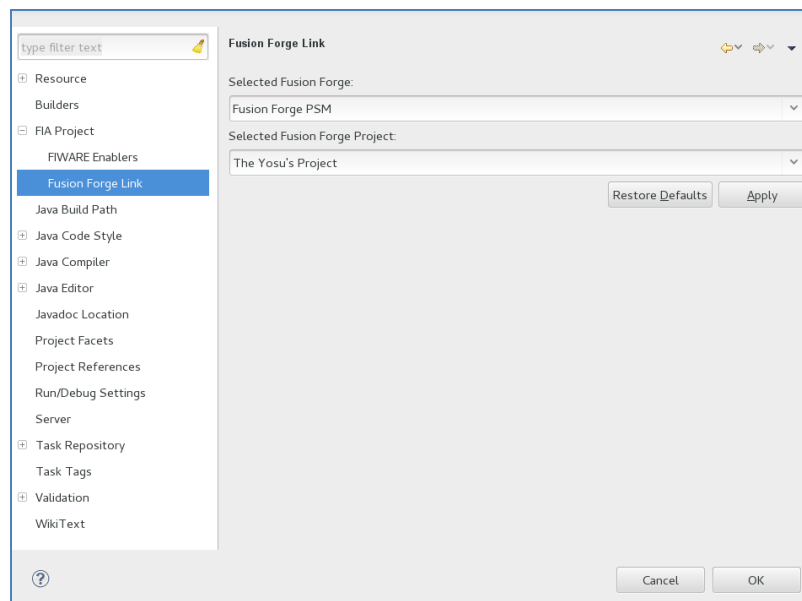 type filter text
Resource
Builders
FIA Project
FIWARE Enablers
Fusion Forge Link
Java Build Path
Java Code Style
Java Compiler
Java Editor
Javadoc Location
Project Facets
Project References
Run/Debug Settings
Server
Task Repository
Task Tags
Validation
WikiText
Fusion Forge Link
Selected Fusion Forge:
Fusion Forge PSM
Selected Fusion Forge Project:
The Yosu's Project
Restore Defaults Apply
Cancel OK